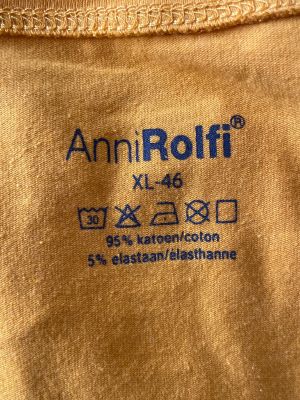 AnniRolfi®
XL-46
30
95% katoen/coton
5% elastaan/élasthanne